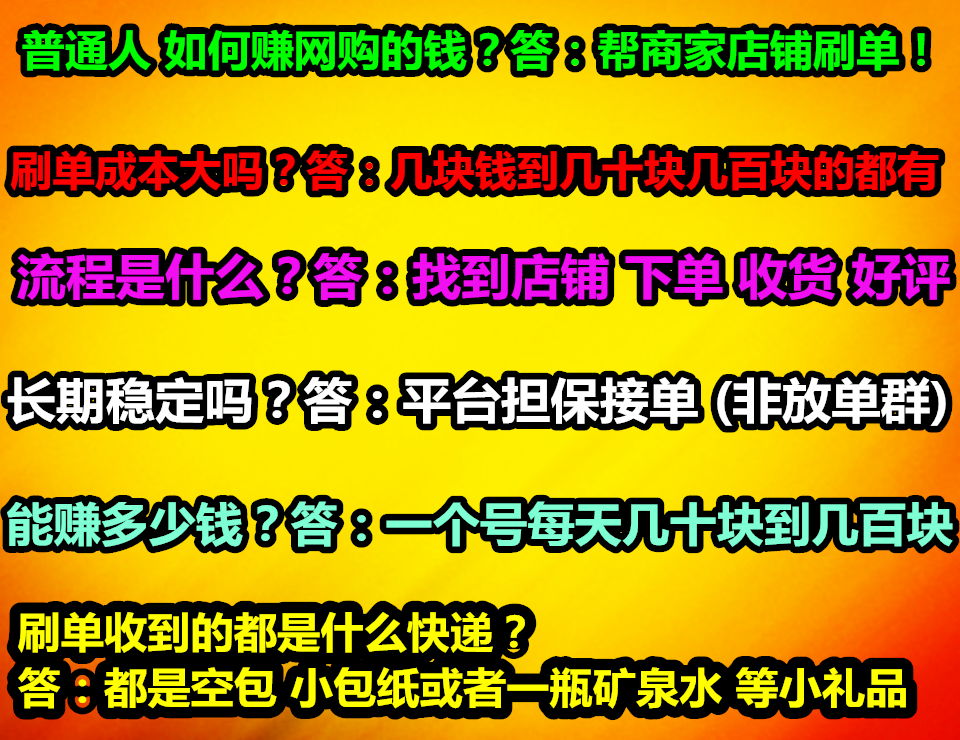 普通人 如何赚网购的钱？答：帮商家店铺刷单！
刷单成本大吗？答：几块钱到几十块几百块的都有
流程是什么？答：找到店铺 下单 收货 好评
长期稳定吗？答：平台担保接单 (非放单群)
能赚多少钱？答：一个号每天几十块到几百块
刷单收到的都是什么快递？
答：都是空包 小包纸或者一瓶矿泉水 等小礼品